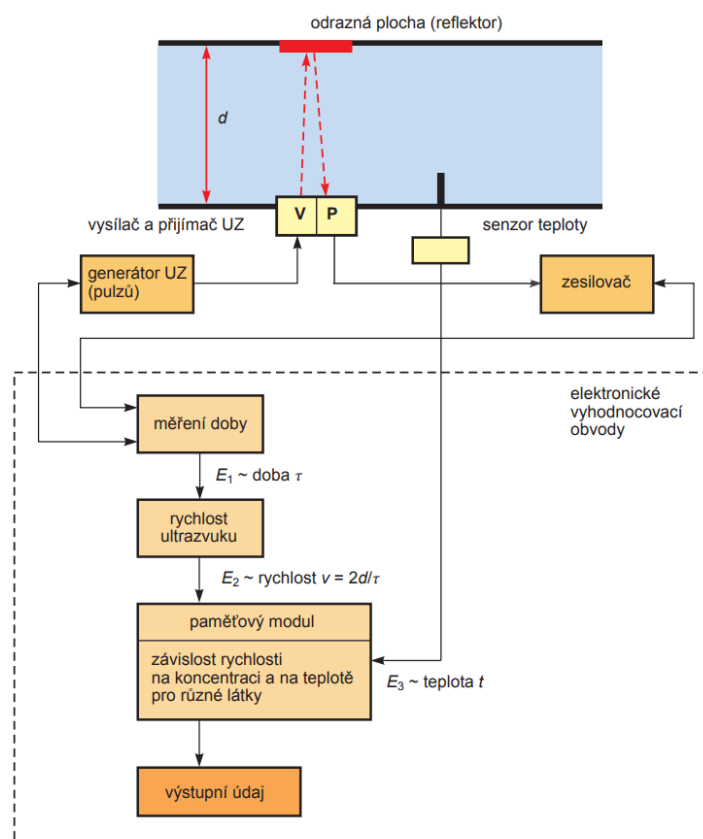 odrazná plocha (reflektor)
d
V P
vysílač a přijímač UZ
senzor teploty
generátor UZ
(pulzů)
zesilovač
elektronické
vyhodnocovací
obvody
měření doby
E1 ~ doba τ
rychlost
ultrazvuku
E2 ~ rychlost v = 2d/τ
paměťový modul
závislost rychlosti
na koncentraci a na teplotě
pro různé látky
E3 ~ teplota t
výstupní údaj